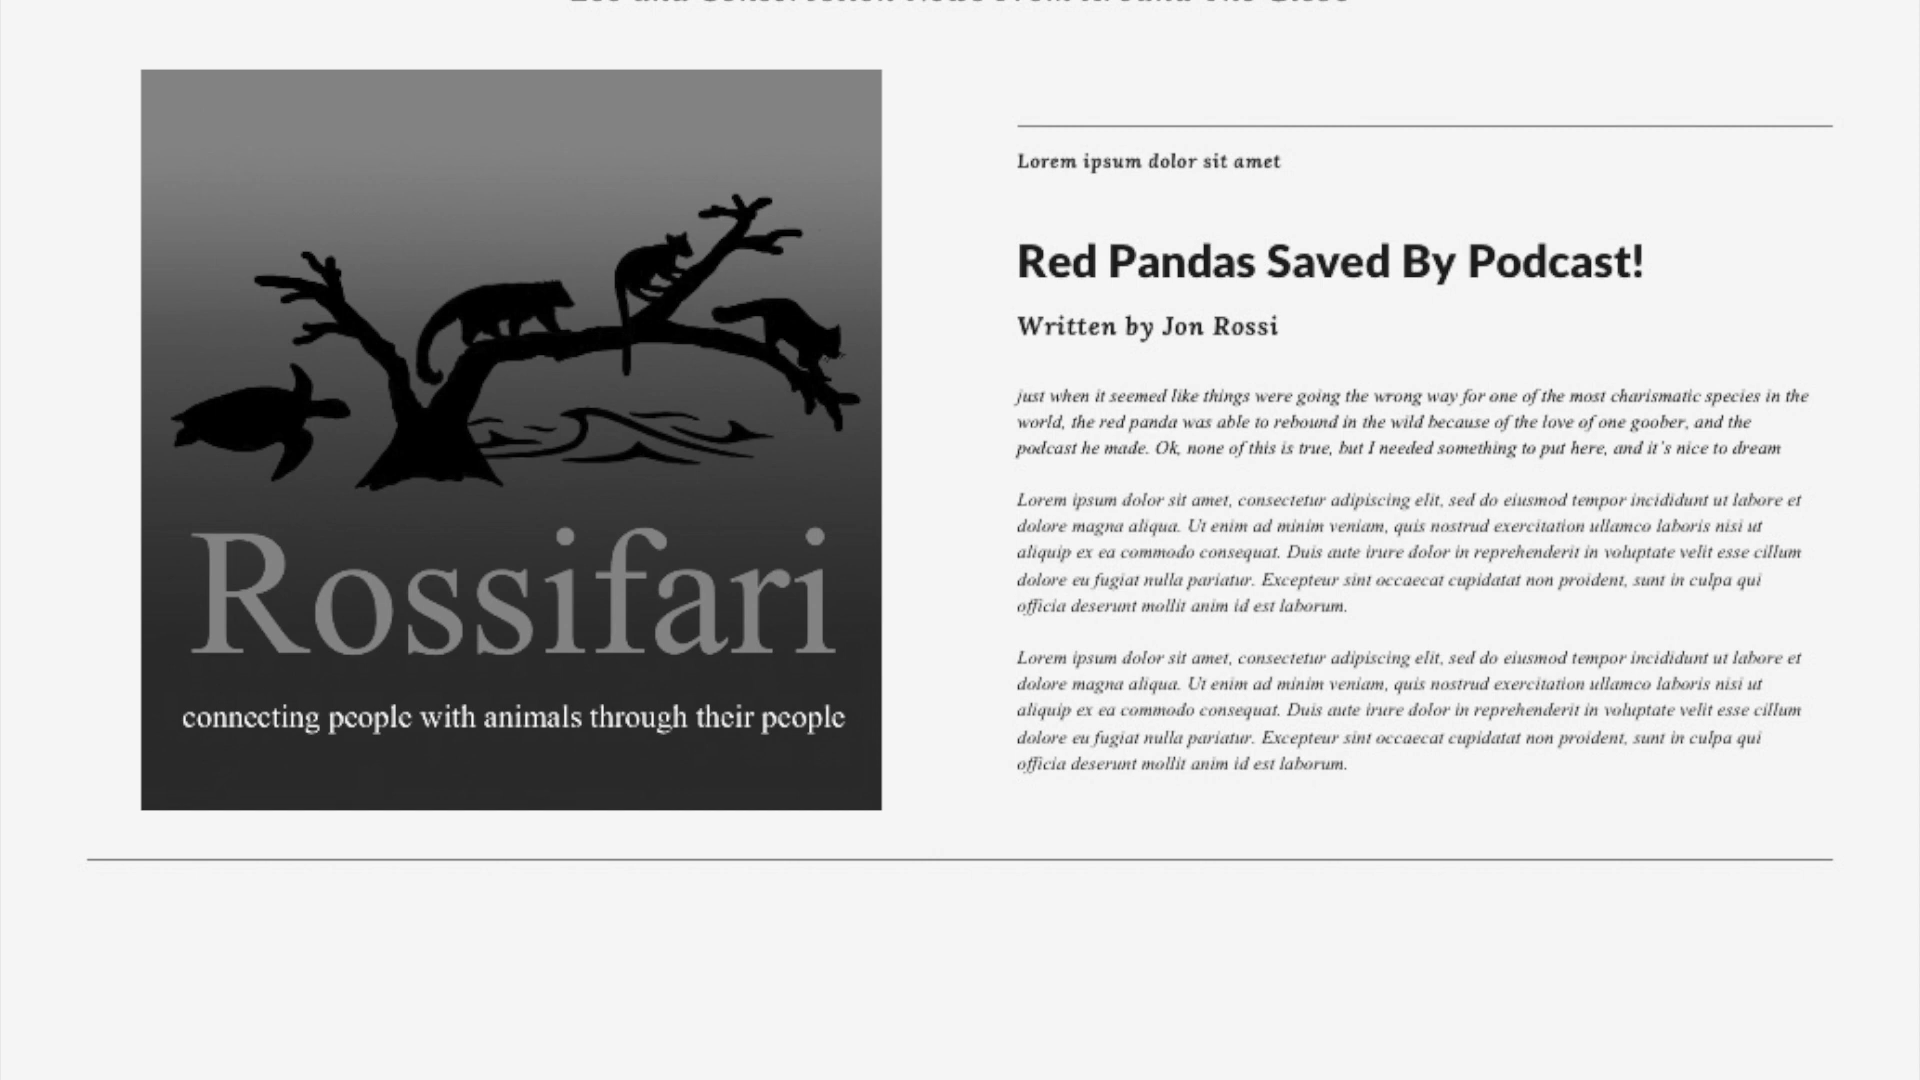 Zoo and Conservation News From Around The Globe
Rossifari
connecting people with animals through their people
Lorem ipsum dolor sit amet
Red Pandas Saved By Podcast!
Written by Jon Rossi
just when it seemed like things were going the wrong way for one of the most charismatic species in the
world, the red panda was able to rebound in the wild because of the love of one goober, and the
podcast he made. Ok, none of this is true, but I needed something to put here, and it's nice to dream
Lorem ipsum dolor sit amet, consectetur adipiscing elit, sed do eiusmod tempor incididunt ut labore et
dolore magna aliqua. Ut enim ad minim veniam, quis nostrud exercitation ullamco laboris nisi ut
aliquip ex ea commodo consequat. Duis aute irure dolor in reprehenderit in voluptate velit esse cillum
dolore eu fugiat nulla pariatur. Excepteur sint occaecat cupidatat non proident, sunt in culpa qui
officia deserunt mollit anim id est laborum.
Lorem ipsum dolor sit amet, consectetur adipiscing elit, sed do eiusmod tempor incididunt ut labore et
dolore magna aliqua. Ut enim ad minim veniam, quis nostrud exercitation ullamco laboris nisi ut
aliquip ex ea commodo consequat. Duis aute irure dolor in reprehenderit in voluptate velit esse cillum
dolore eu fugiat nulla pariatur. Excepteur sint occaecat cupidatat non proident, sunt in culpa qui
officia deserunt mollit anim id est laborum.